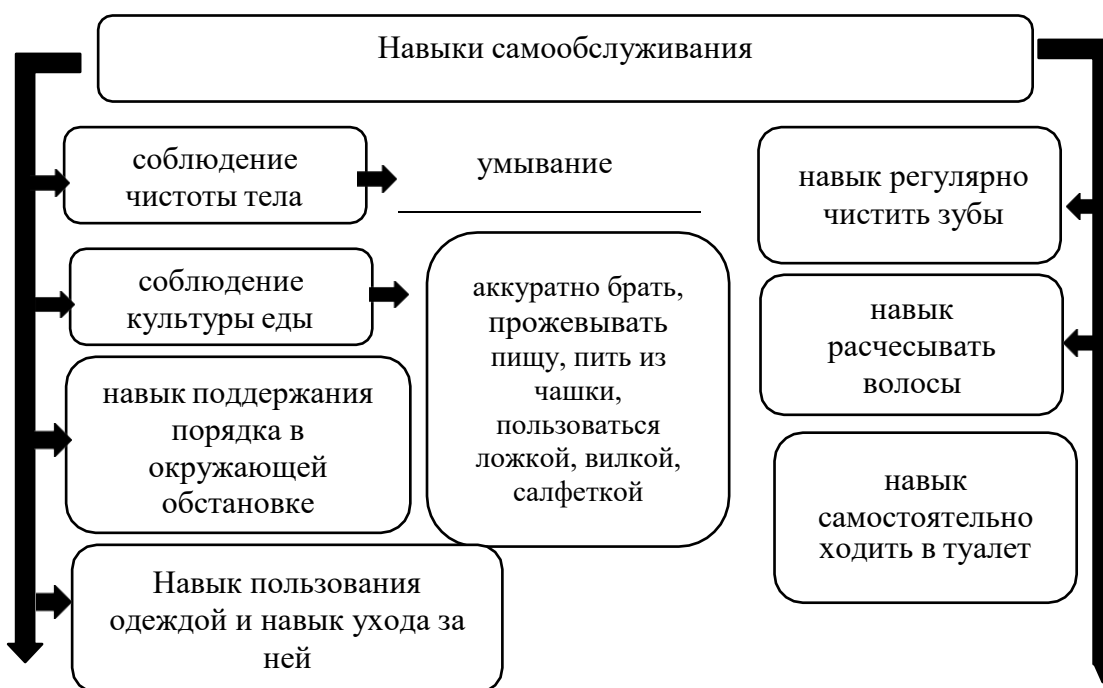 Навыки самообслуживания
соблюдение
чистоты тела
умывание
соблюдение
культуры еды
аккуратно брать,
прожевывать
пищу, пить из
чашки,
пользоваться
ложкой, вилкой,
салфеткой
навык поддержания
порядка в
окружающей
обстановке
Навык пользования
одеждой и навык ухода за
ней
навык регулярно
чистить зубы
навык
расчесывать
волосы
навык
самостоятельно
ходить в туалет